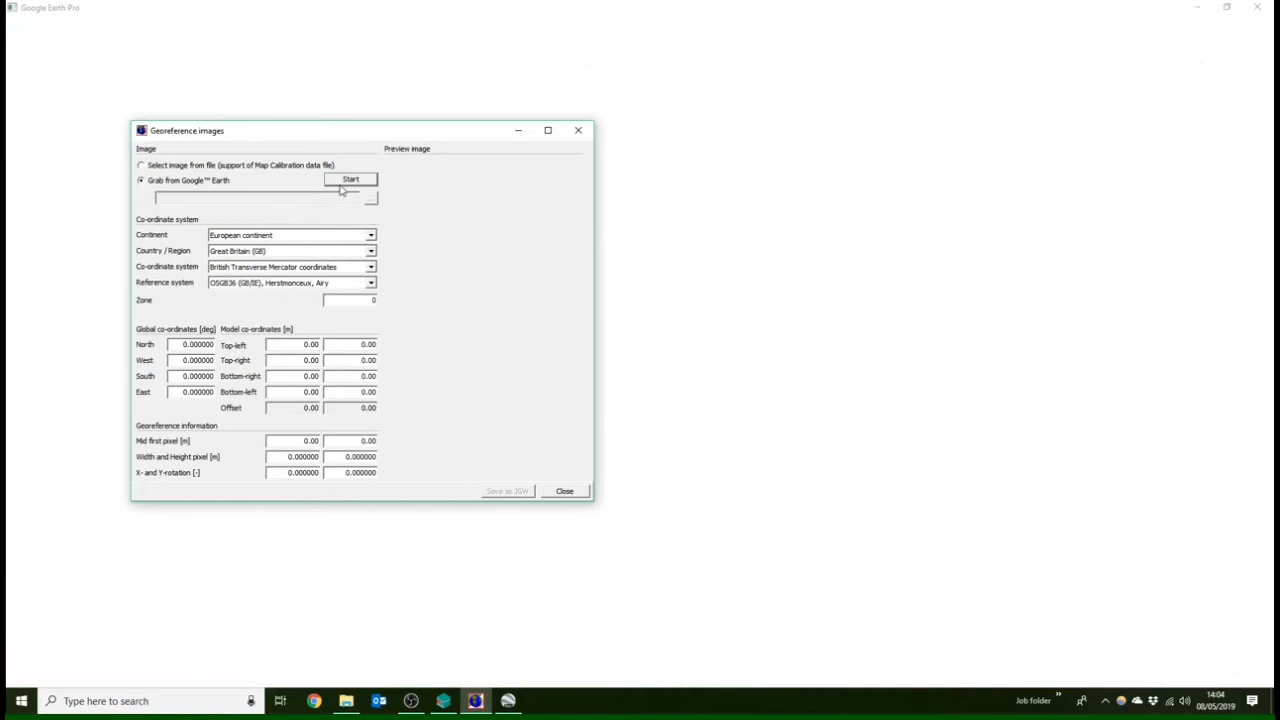 Google Earth Pro
Georeference images
Image
Preview image
Select image from file (support of Map Calibration data file)
Grab from Google™ Earth
Start
...
Co-ordinate system
Continent European continent
Country / Region Great Britain (GB)
Co-ordinate system British Transverse Mercator coordinates
Reference system OSGB36 (GB/IE), Herstmonceux, Airy
Zone 0
Global co-ordinates [deg] Model co-ordinates [m]
North 0.000000 Top-left 0.00 0.00
West 0.000000 Top-right 0.00 0.00
South 0.000000 Bottom-right 0.00 0.00
East 0.000000 Bottom-left 0.00 0.00
Offset 0.00 0.00
Georeference information
Mid first pixel [m] 0.00 0.00
Width and Height pixel [m] 0.000000 0.000000
X- and Y-rotation [-] 0.000000 0.000000
Save as JGW Close
Type here to search
Job folder
14:04
08/05/2019